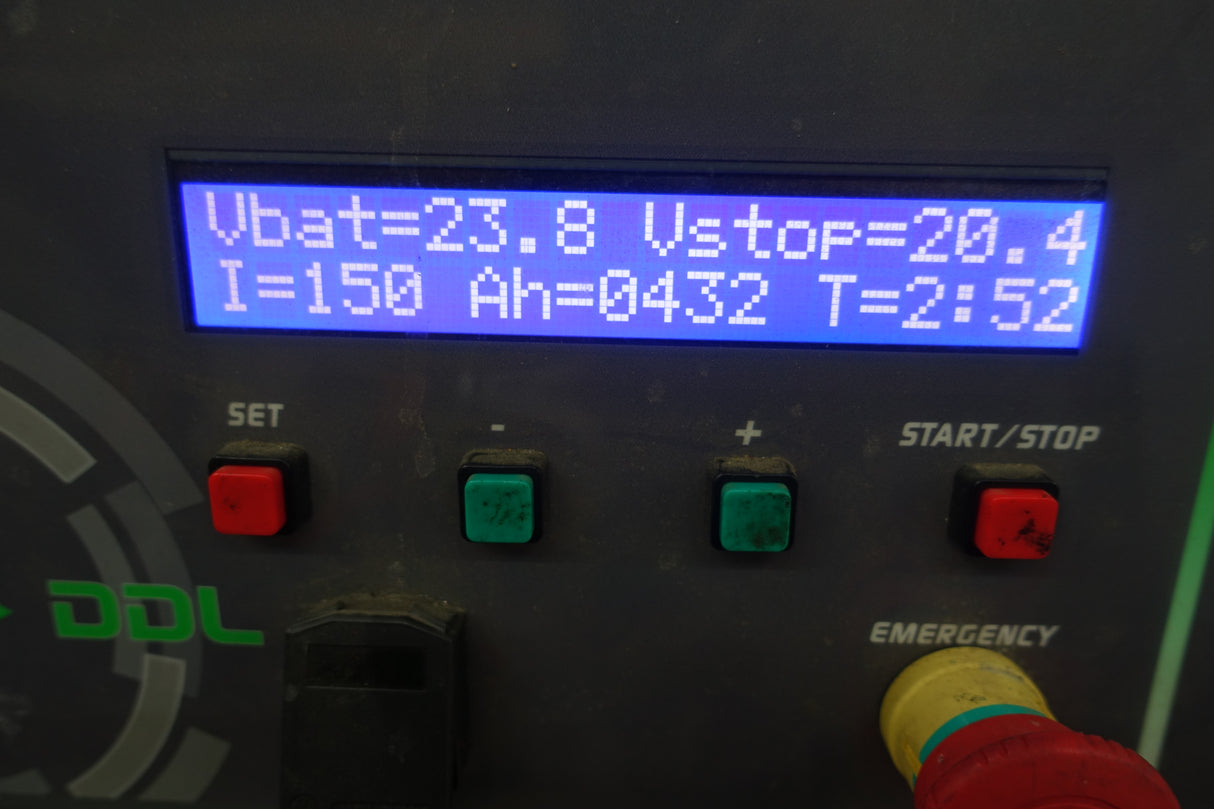 Vbat=23.8 Vstop=20.4
I=150 Ah=0432 T=2:52
SET - + START/STOP
DDL
EMERGENCY